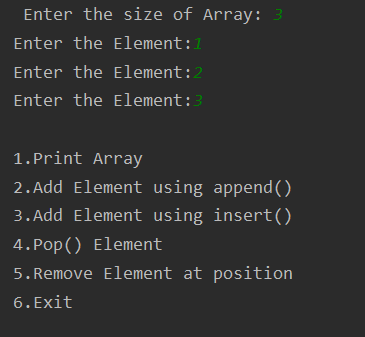 Enter the size of Array: 3
Enter the Element:1
Enter the Element:2
Enter the Element:3
1.Print Array
2.Add Element using append()
3.Add Element using insert()
4.Pop() Element
5.Remove Element at position
6.Exit